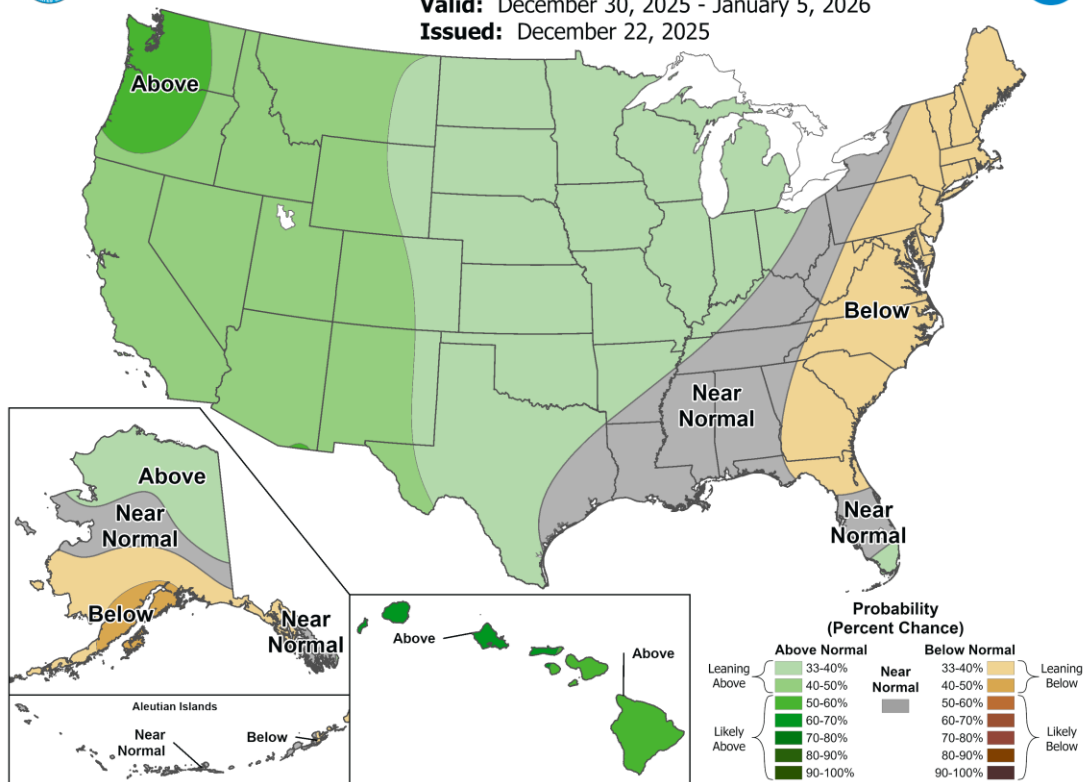 Valid: December 30, 2025 - January 5, 2026
Issued: December 22, 2025
Above
Below
Near
Normal
Near
Normal
Above
Near
Normal
Below
Near
Normal
Aleutian Islands
Near
Normal
Below
Above
Above
Probability
(Percent Chance)
Above Normal
Below Normal
Leaning
Above
33-40%
40-50%
Likely
Above
50-60%
60-70%
70-80%
80-90%
90-100%
Near
Normal
33-40%
40-50%
Leaning
Below
50-60%
60-70%
70-80%
80-90%
90-100%
Likely
Below